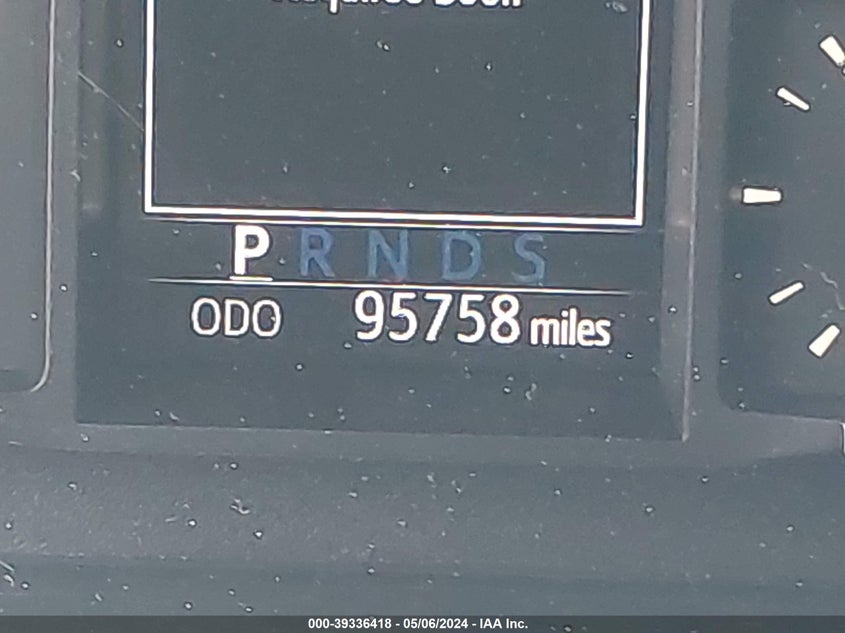 P R N D S
ODO 95758 miles
000-39336418 - 05/06/2024 - IAA Inc.